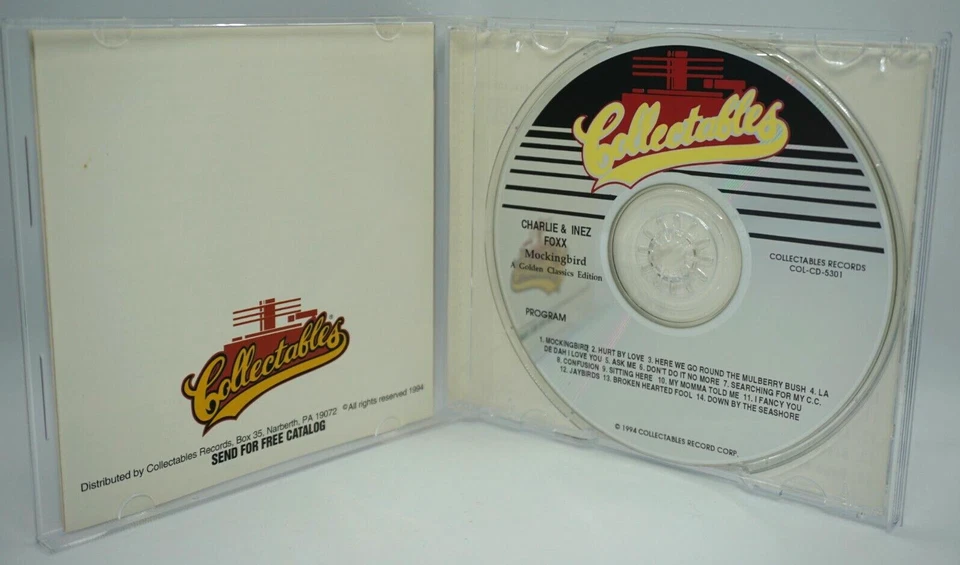 Collectables®
Distributed by Collectables Records, Box 35, Narberth, PA 19072 ©All rights reserved 1994
SEND FOR FREE CATALOG
Collectables
CHARLIE & INEZ
FOXX
Mockingbird
A Golden Classics Edition
COLLECTABLES RECORDS
COL-CD-5301
PROGRAM
1. MOCKINGBIRD 2. HURT BY LOVE 3. HERE WE GO ROUND THE MULBERRY BUSH 4. LA
DE DAH I LOVE YOU 5. ASK ME 6. DON'T DO IT NO MORE 7. SEARCHING FOR MY C.C.
8. CONFUSION 9. SITTING HERE 10. MY MOMMA TOLD ME 11. I FANCY YOU
12. JAYBIRDS 13. BROKEN HEARTED FOOL 14. DOWN BY THE SEASHORE
© 1994 COLLECTABLES RECORD CORP.